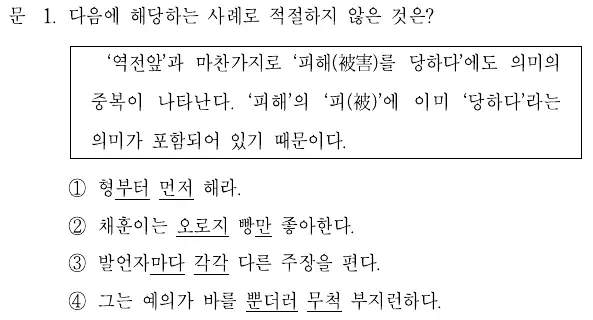 문 1. 다음에 해당하는 사례로 적절하지 않은 것은?
‘역전앞’과 마찬가지로 ‘피해(被害)를 당하다’에도 의미의
중복이 나타난다. ‘피해’의 ‘피(被)’에 이미 ‘당하다’라는
의미가 포함되어 있기 때문이다.
① 형부터 먼저 해라.
② 채훈이는 오로지 빵만 좋아한다.
③ 발언자마다 각각 다른 주장을 편다.
④ 그는 예의가 바를 뿐더러 무척 부지런하다.